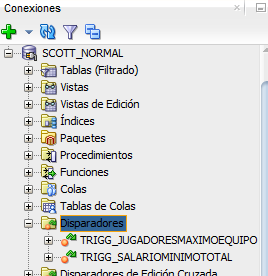 Conexiones
SCOTT_NORMAL
Tablas (Filtrado)
Vistas
Vistas de Edición
Índices
Paquetes
Procedimientos
Funciones
Colas
Tablas de Colas
Disparadores
TRIGG_JUGADORESMAXIMOEQUIPO
TRIGG_SALARIOMINIMOTOTAL
Disparadores de Edición Cruzada